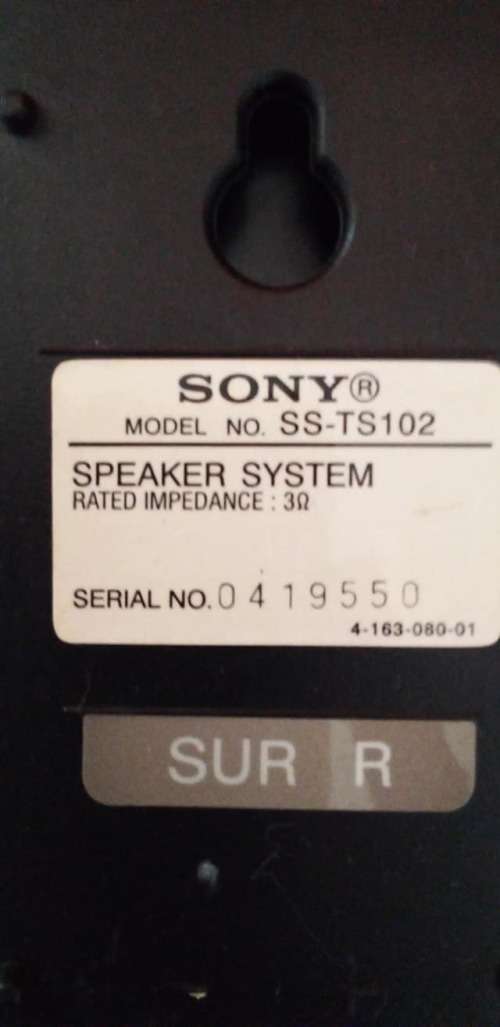 SONY®
MODEL NO. SS-TS102
SPEAKER SYSTEM
RATED IMPEDANCE : 3Ω
SERIAL NO. 0419550
4-163-080-01
SUR R